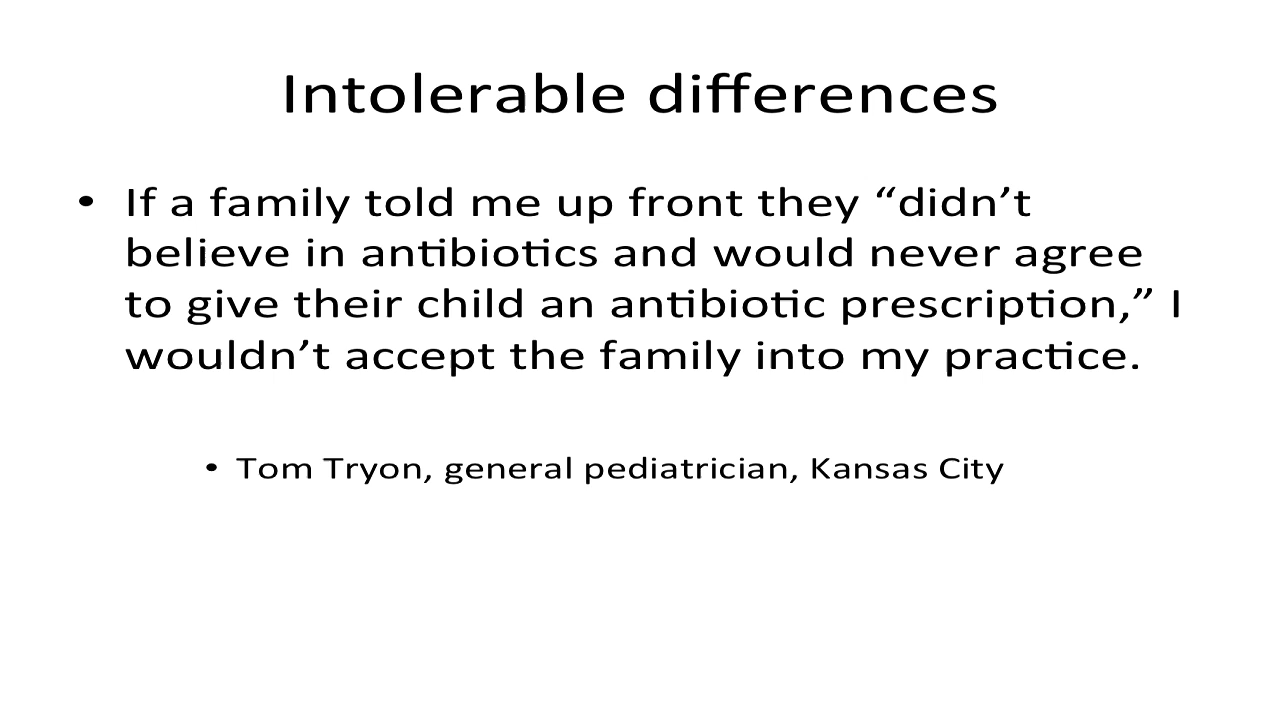 Intolerable differences
• If a family told me up front they “didn’t
believe in antibiotics and would never agree
to give their child an antibiotic prescription,” I
wouldn’t accept the family into my practice.
• Tom Tryon, general pediatrician, Kansas City